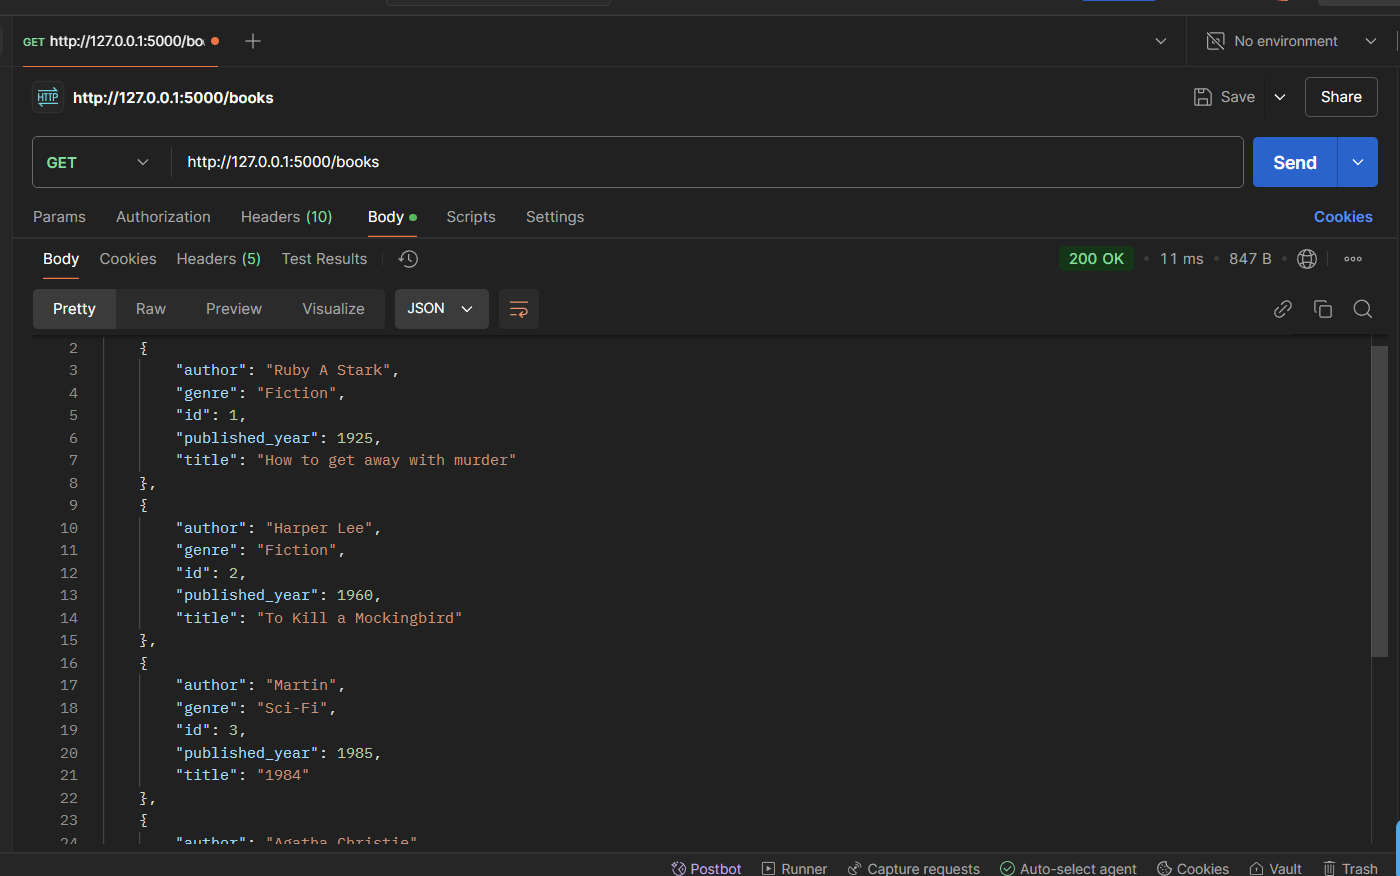 GET http://127.0.0.1:5000/bo
No environment
HTTP http://127.0.0.1:5000/books
Save
Share
GET http://127.0.0.1:5000/books
Send
Params Authorization Headers (10) Body Scripts Settings Cookies
Body Cookies Headers (5) Test Results 200 OK 11 ms 847 B
Pretty Raw Preview Visualize JSON
2 {
3 "author": "Ruby A Stark",
4 "genre": "Fiction",
5 "id": 1,
6 "published_year": 1925,
7 "title": "How to get away with murder"
8 },
9 {
10 "author": "Harper Lee",
11 "genre": "Fiction",
12 "id": 2,
13 "published_year": 1960,
14 "title": "To Kill a Mockingbird"
15 },
16 {
17 "author": "Martin",
18 "genre": "Sci-Fi",
19 "id": 3,
20 "published_year": 1985,
21 "title": "1984"
22 },
23 {
24 "author": "Agatha Christie"
Postbot Runner Capture requests Auto-select agent Cookies Vault Trash